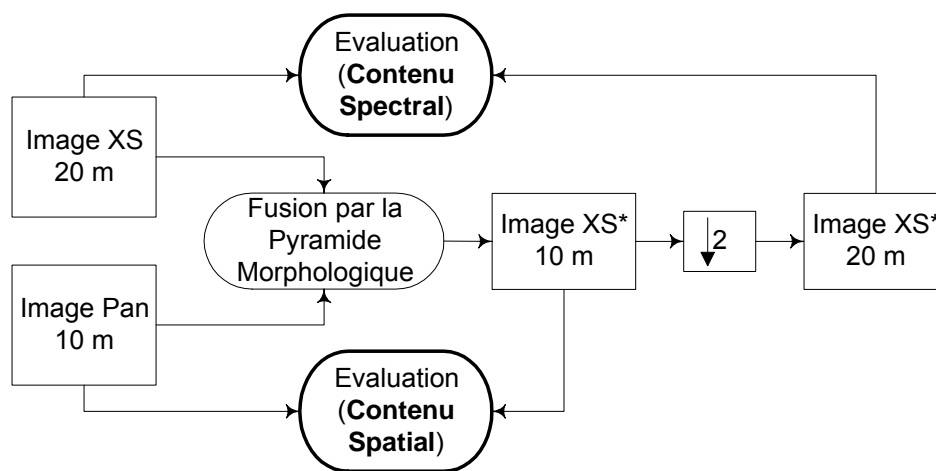 Evaluation
(Contenu
Spectral)
Image XS
20 m
Fusion par la
Pyramide
Morphologique
Image XS*
10 m
2
Image XS*
20 m
Image Pan
10 m
Evaluation
(Contenu
Spatial)